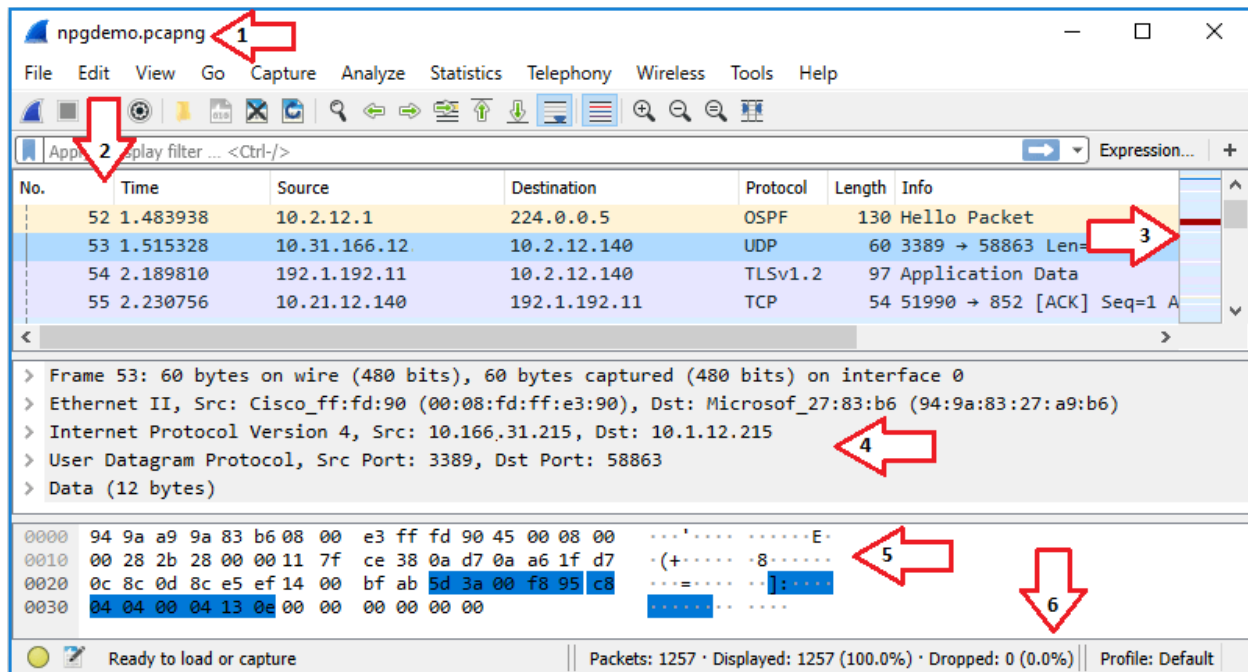 npgdemo.pcapng 1
File Edit View Go Capture Analyze Statistics Telephony Wireless Tools Help
2
display filter ... <Ctrl-/> Expression... +
No. Time Source Destination Protocol Length Info
52 1.483938 10.2.12.1 224.0.0.5 OSPF 130 Hello Packet
53 1.515328 10.31.166.12 10.2.12.140 UDP 60 3389 → 58863 Len= 3
54 2.189810 192.1.192.11 10.2.12.140 TLSv1.2 97 Application Data
55 2.230756 10.21.12.140 192.1.192.11 TCP 54 51990 → 852 [ACK] Seq=1 A
> Frame 53: 60 bytes on wire (480 bits), 60 bytes captured (480 bits) on interface 0
> Ethernet II, Src: Cisco_ff:fd:90 (00:08:fd:ff:e3:90), Dst: Microsof_27:83:b6 (94:9a:83:27:a9:b6)
> Internet Protocol Version 4, Src: 10.166.31.215, Dst: 10.1.12.215
4
> User Datagram Protocol, Src Port: 3389, Dst Port: 58863
> Data (12 bytes)
0000 94 9a a9 9a 83 b6 08 00 e3 ff fd 90 45 00 08 00 ···'···· ······E·
0010 00 28 2b 28 00 00 11 7f ce 38 0a d7 0a a6 1f d7 ·(+····· ·8······
5
0020 0c 8c 0d 8c e5 ef 14 00 bf ab 5d 3a 00 f8 95 c8 ···=···· ··]:····
0030 04 04 00 04 13 0e 00 00 00 00 00 00 ········ ····
6
Ready to load or capture Packets: 1257 · Displayed: 1257 (100.0%) · Dropped: 0 (0.0%) Profile: Default